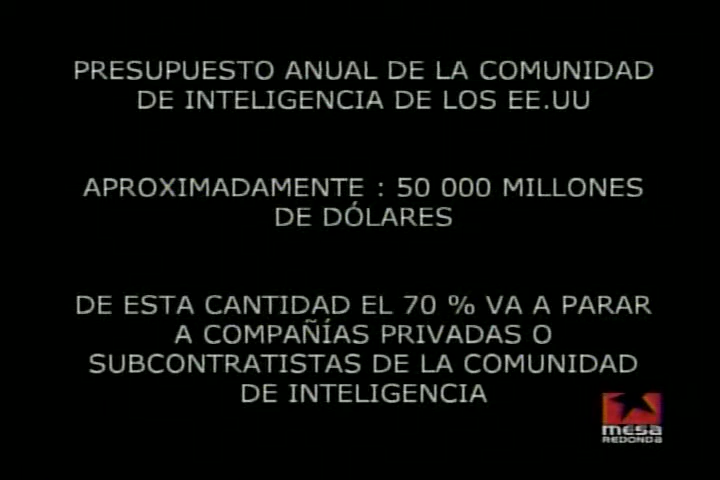 PRESUPUESTO ANUAL DE LA COMUNIDAD
DE INTELIGENCIA DE LOS EE.UU
APROXIMADAMENTE : 50 000 MILLONES
DE DÓLARES
DE ESTA CANTIDAD EL 70 % VA A PARAR
A COMPAÑÍAS PRIVADAS O
SUBCONTRATISTAS DE LA COMUNIDAD
DE INTELIGENCIA
mesa
REDONDA